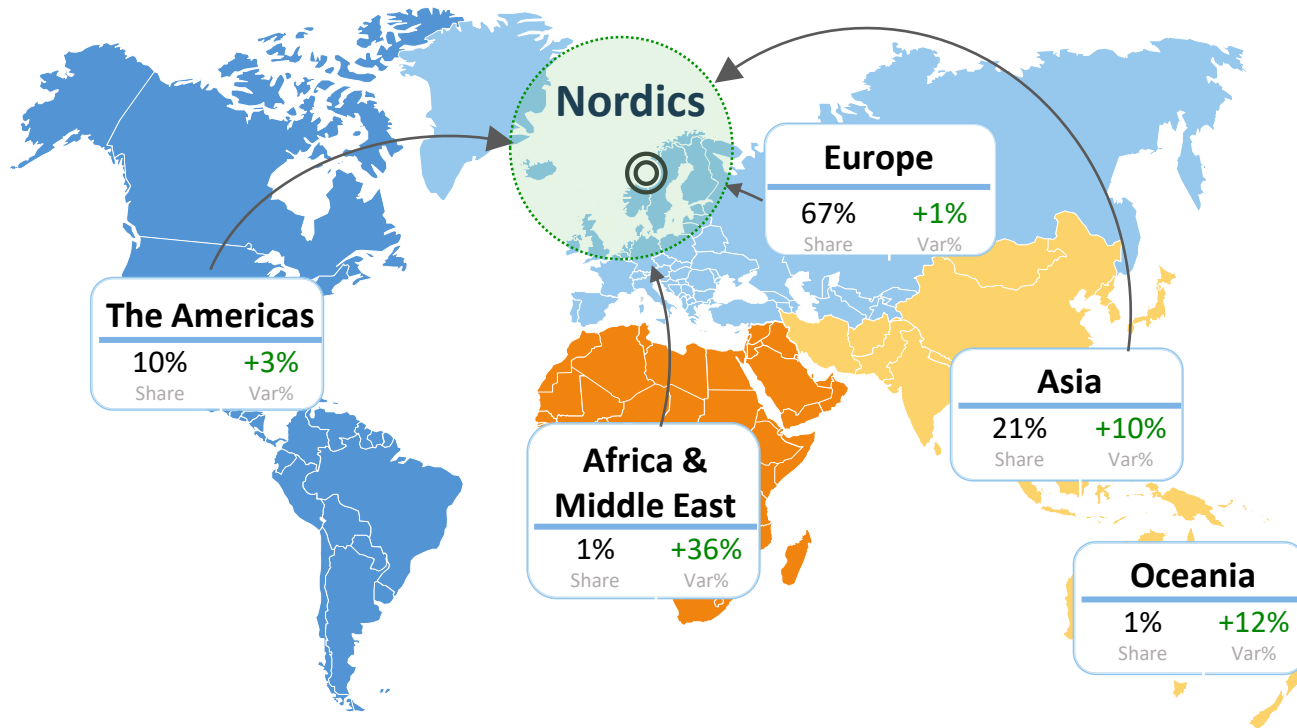 Nordics
Europe
67% +1%
Share Var%
The Americas
10% +3%
Share Var%
Asia
21% +10%
Share Var%
Africa &
Middle East
1% +36%
Share Var%
Oceania
1% +12%
Share Var%